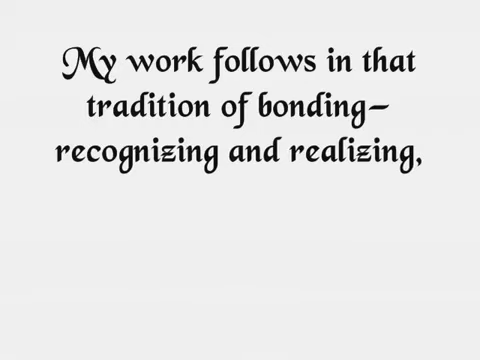 My work follows in that
tradition of bonding—
recognizing and realizing,